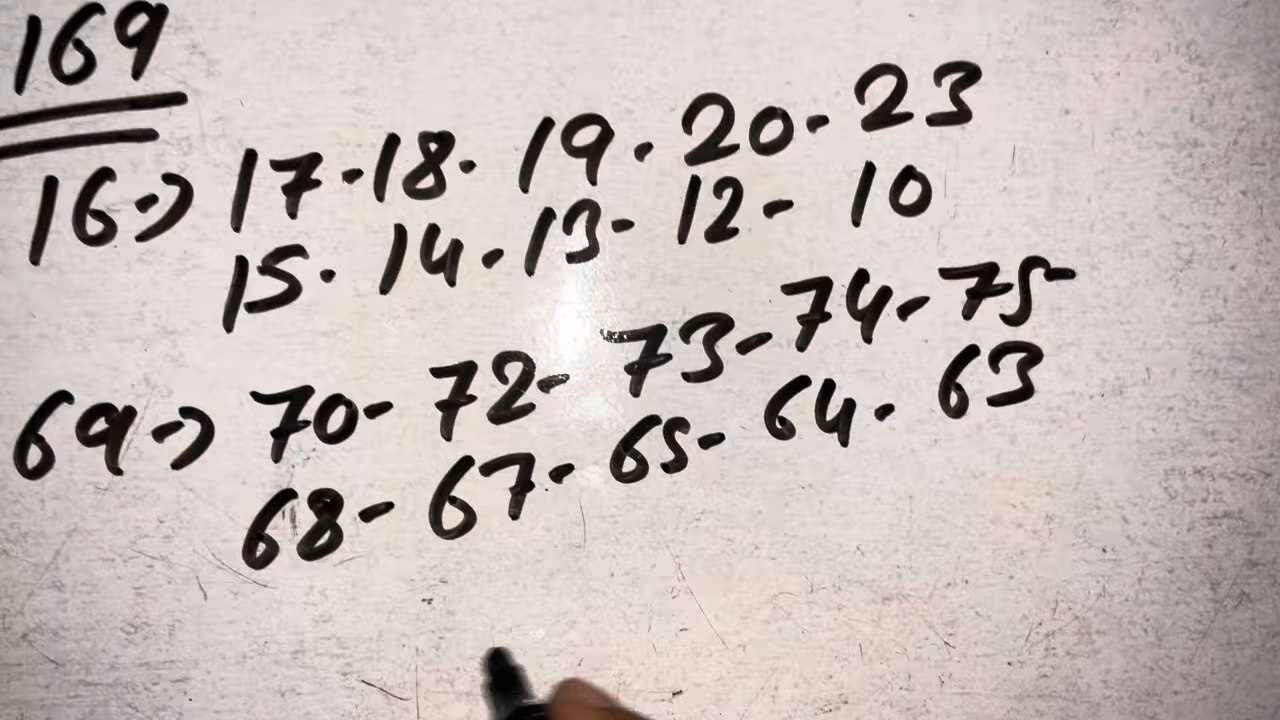 169
16→ 17-18. 19. 20. 23
15. 14. 13- 12- 10
69→ 70- 72- 73-74-75-
68- 67- 65- 64. 63